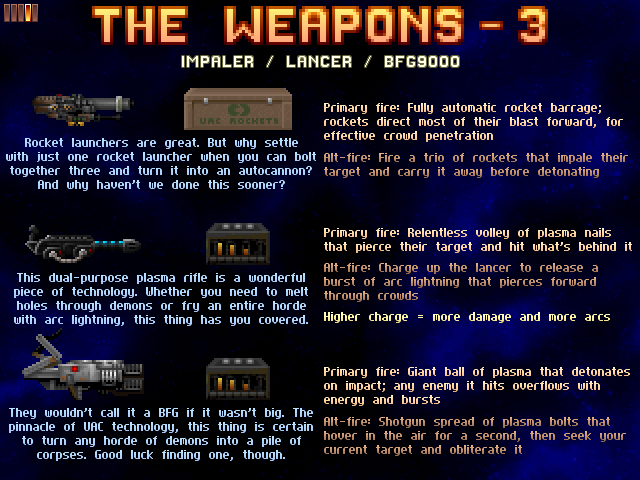 THE WEAPONS - 3
IMPALER / LANCER / BFG9000
UAC ROCKETS
Rocket launchers are great. But why settle
with just one rocket launcher when you can bolt
together three and turn it into an autocannon?
And why haven't we done this sooner?
Primary fire: Fully automatic rocket barrage;
rockets direct most of their blast forward, for
effective crowd penetration
Alt-fire: Fire a trio of rockets that impale their
target and carry it away before detonating
This dual-purpose plasma rifle is a wonderful
piece of technology. Whether you need to melt
holes through demons or fry an entire horde
with arc lightning, this thing has you covered.
Primary fire: Relentless volley of plasma nails
that pierce their target and hit what's behind it
Alt-fire: Charge up the lancer to release a
burst of arc lightning that pierces forward
through crowds
Higher charge = more damage and more arcs
They wouldn't call it a BFG if it wasn't big. The
pinnacle of UAC technology, this thing is certain
to turn any horde of demons into a pile of
corpses. Good luck finding one, though.
Primary fire: Giant ball of plasma that detonates
on impact; any enemy it hits overflows with
energy and bursts
Alt-fire: Shotgun spread of plasma bolts that
hover in the air for a second, then seek your
current target and obliterate it